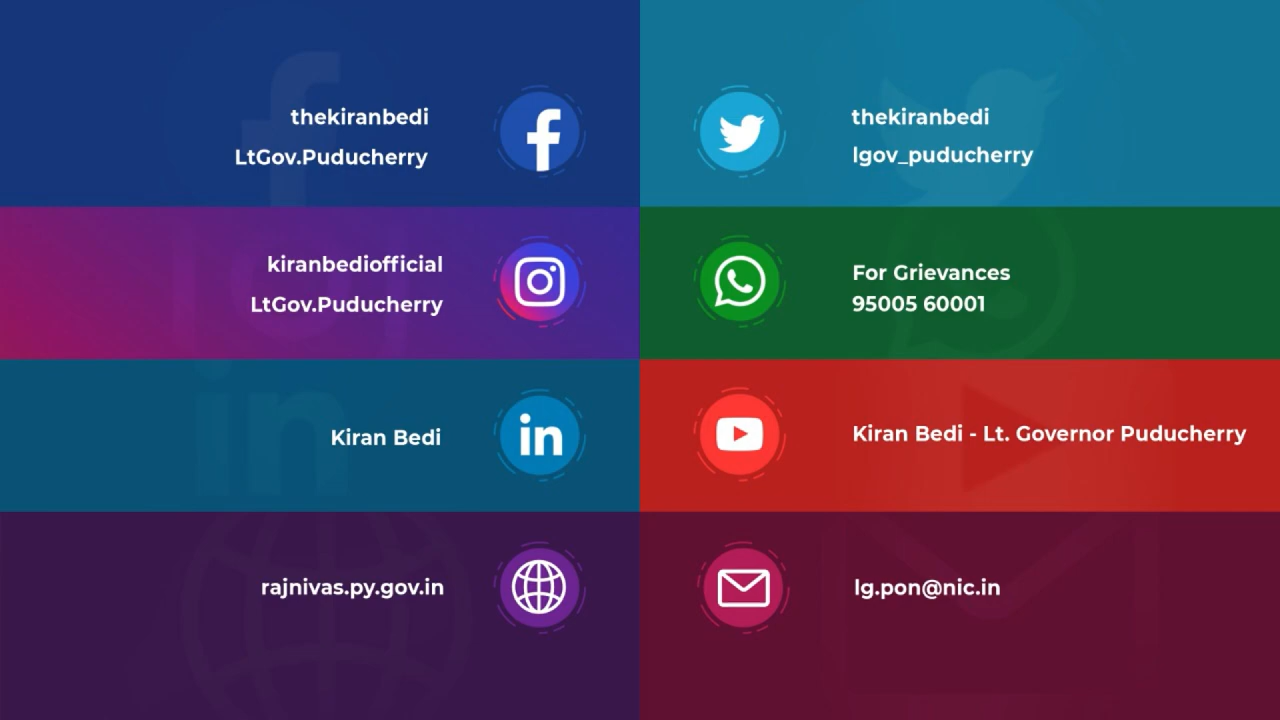 thekiranbedi
LtGov.Puducherry
thekiranbedi
lgov_puducherry
kiranbediofficial
LtGov.Puducherry
For Grievances
95005 60001
Kiran Bedi
Kiran Bedi - Lt. Governor Puducherry
rajnivas.py.gov.in
lg.pon@nic.in